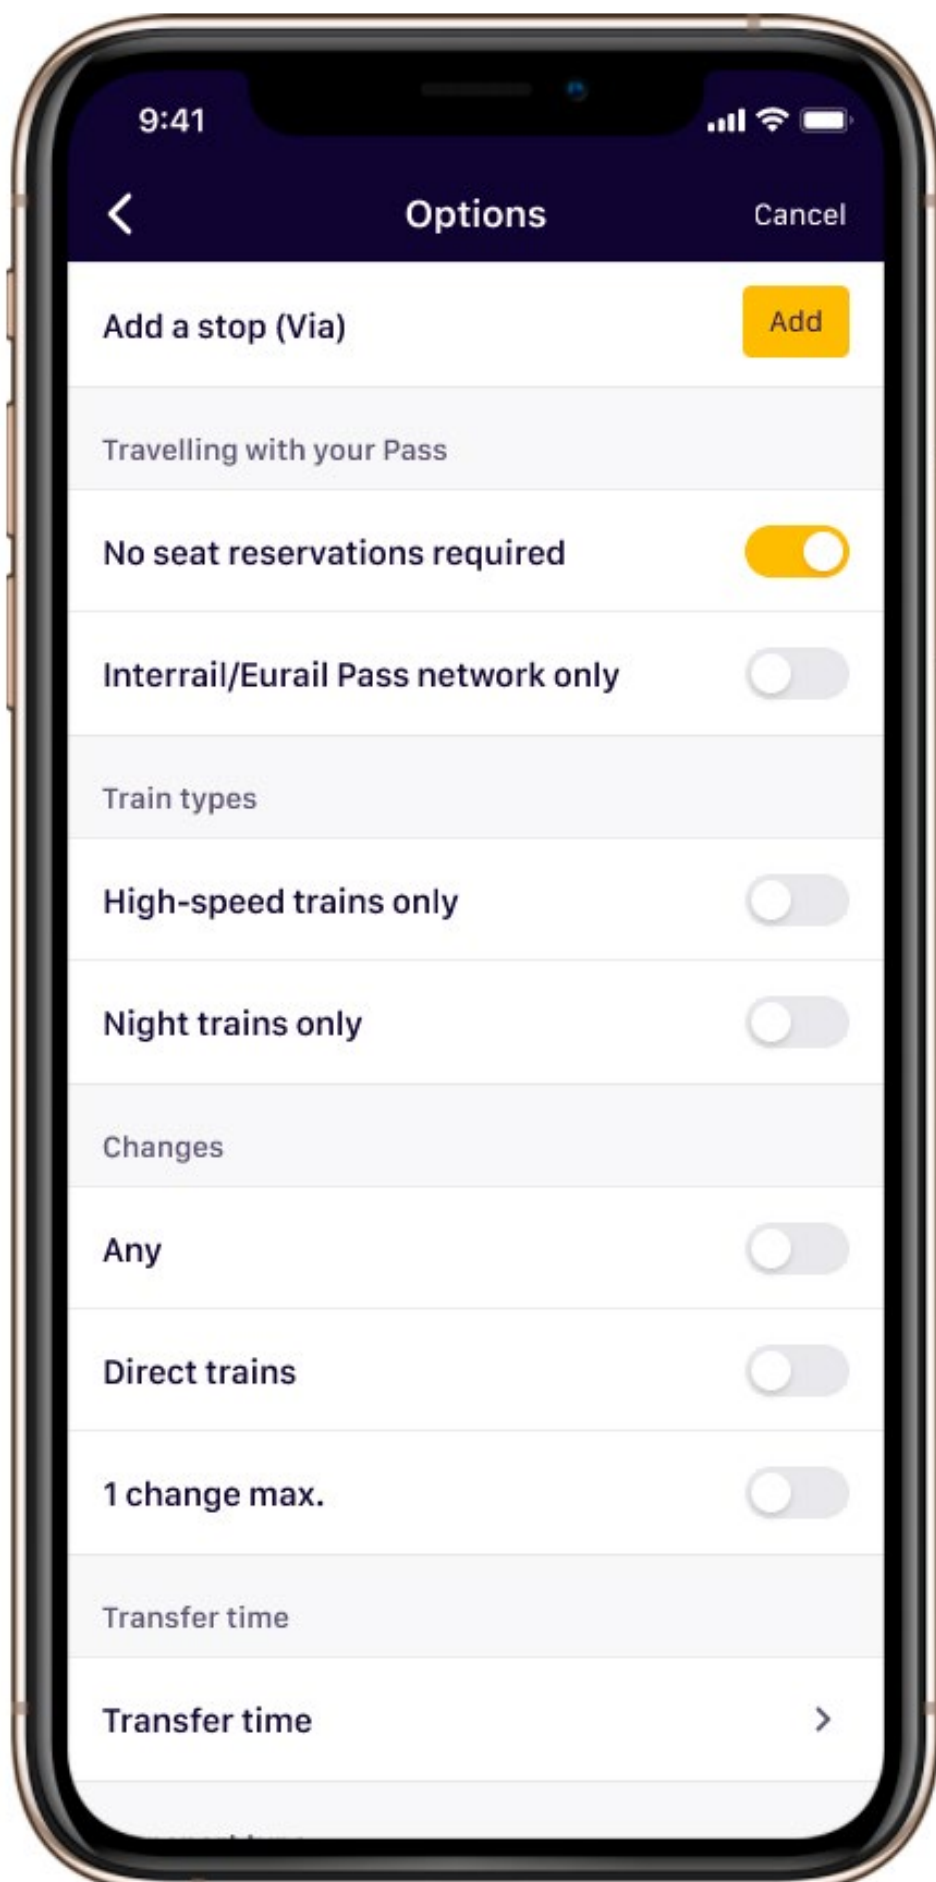 9:41
Options
Cancel
Add a stop (Via)
Add
Travelling with your Pass
No seat reservations required
Interrail/Eurail Pass network only
Train types
High-speed trains only
Night trains only
Changes
Any
Direct trains
1 change max.
Transfer time
Transfer time